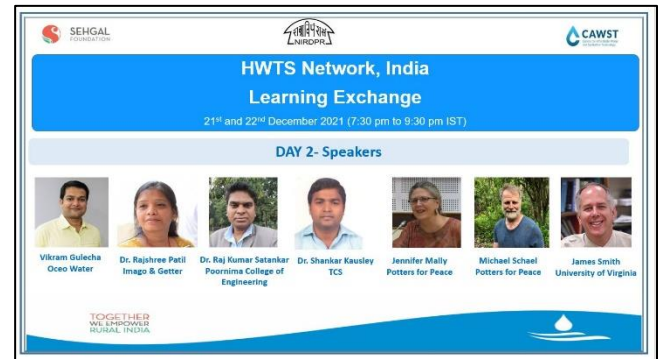 SEHGAL
FOUNDATION
NIRDPR
CAWST
HWTS Network, India
Learning Exchange
21st and 22nd December 2021 (7:30 pm to 9:30 pm IST)
DAY 2- Speakers
Vikram Gulecha
Oceo Water
Dr. Rajshree Patil
Imago & Getter
Dr. Raj Kumar Satankar
Poornima College of
Engineering
Dr. Shankar Kausley
TCS
Jennifer Mally
Potters for Peace
Michael Schael
Potters for Peace
James Smith
University of Virginia
TOGETHER
WE EMPOWER
RURAL INDIA